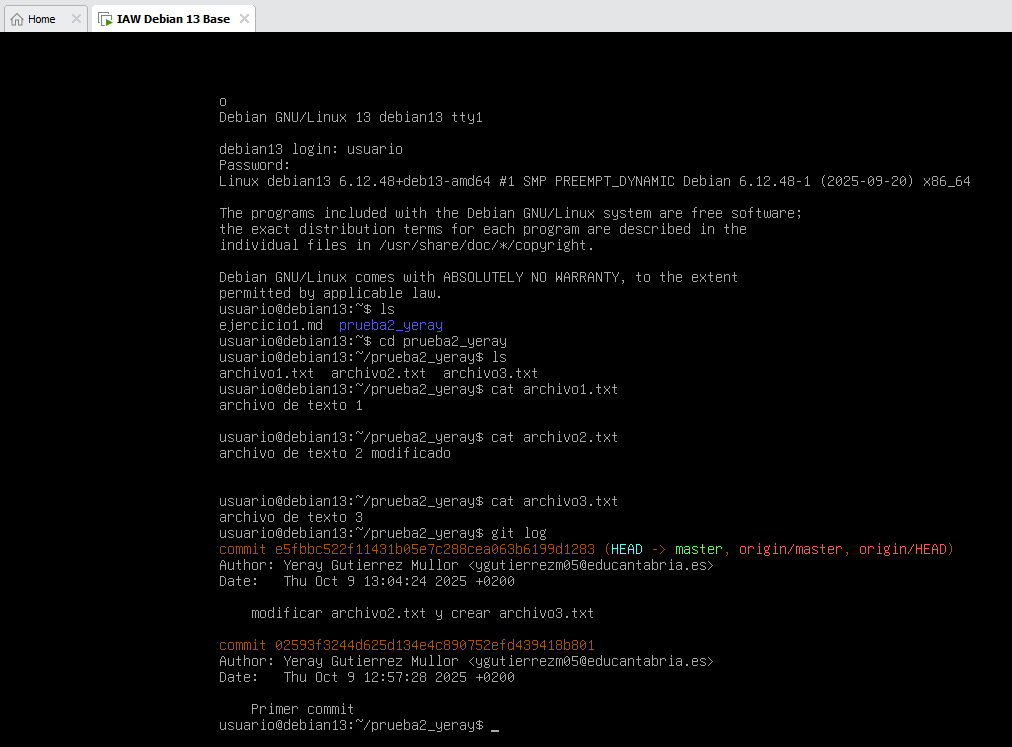 Home
IAW Debian 13 Base
o
Debian GNU/Linux 13 debian13 tty1
debian13 login: usuario
Password:
Linux debian13 6.12.48+deb13-amd64 #1 SMP PREEMPT_DYNAMIC Debian 6.12.48-1 (2025-09-20) x86_64
The programs included with the Debian GNU/Linux system are free software;
the exact distribution terms for each program are described in the
individual files in /usr/share/doc/*/copyright.
Debian GNU/Linux comes with ABSOLUTELY NO WARRANTY, to the extent
permitted by applicable law.
usuario@debian13:~$ ls
ejercicio1.md  prueba2_yeray
usuario@debian13:~$ cd prueba2_yeray
usuario@debian13:~/prueba2_yeray$ ls
archivo1.txt  archivo2.txt  archivo3.txt
usuario@debian13:~/prueba2_yeray$ cat archivo1.txt
archivo de texto 1
usuario@debian13:~/prueba2_yeray$ cat archivo2.txt
archivo de texto 2 modificado
usuario@debian13:~/prueba2_yeray$ cat archivo3.txt
archivo de texto 3
usuario@debian13:~/prueba2_yeray$ git log
commit e5fbbc522f11431b05e7c288cea063b6199d1283 (HEAD -> master, origin/master, origin/HEAD)
Author: Yeray Gutierrez Mullor <ygutierrezm05@educantabria.es>
Date:   Thu Oct 9 13:04:24 2025 +0200
    modificar archivo2.txt y crear archivo3.txt
commit 02593f3244d625d134e4c890752efd439418b801
Author: Yeray Gutierrez Mullor <ygutierrezm05@educantabria.es>
Date:   Thu Oct 9 12:57:28 2025 +0200
    Primer commit
usuario@debian13:~/prueba2_yeray$ _